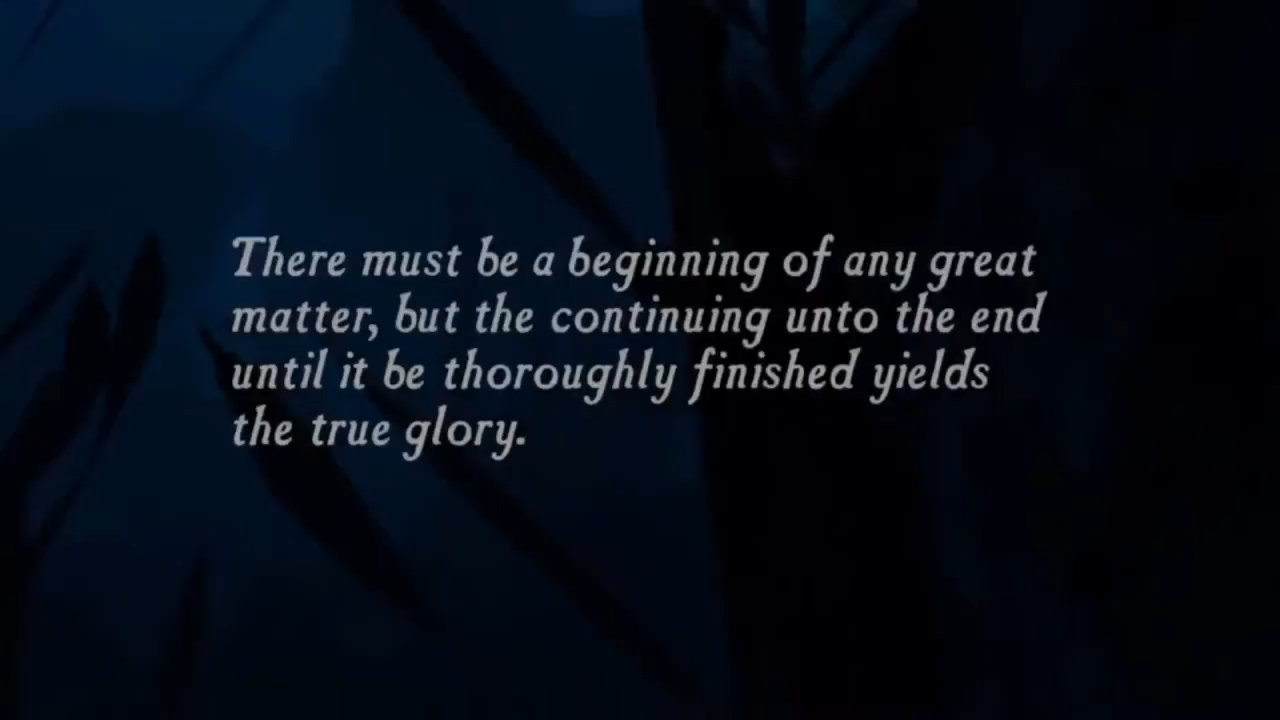 There must be a beginning of any great
matter, but the continuing unto the end
until it be thoroughly finished yields
the true glory.